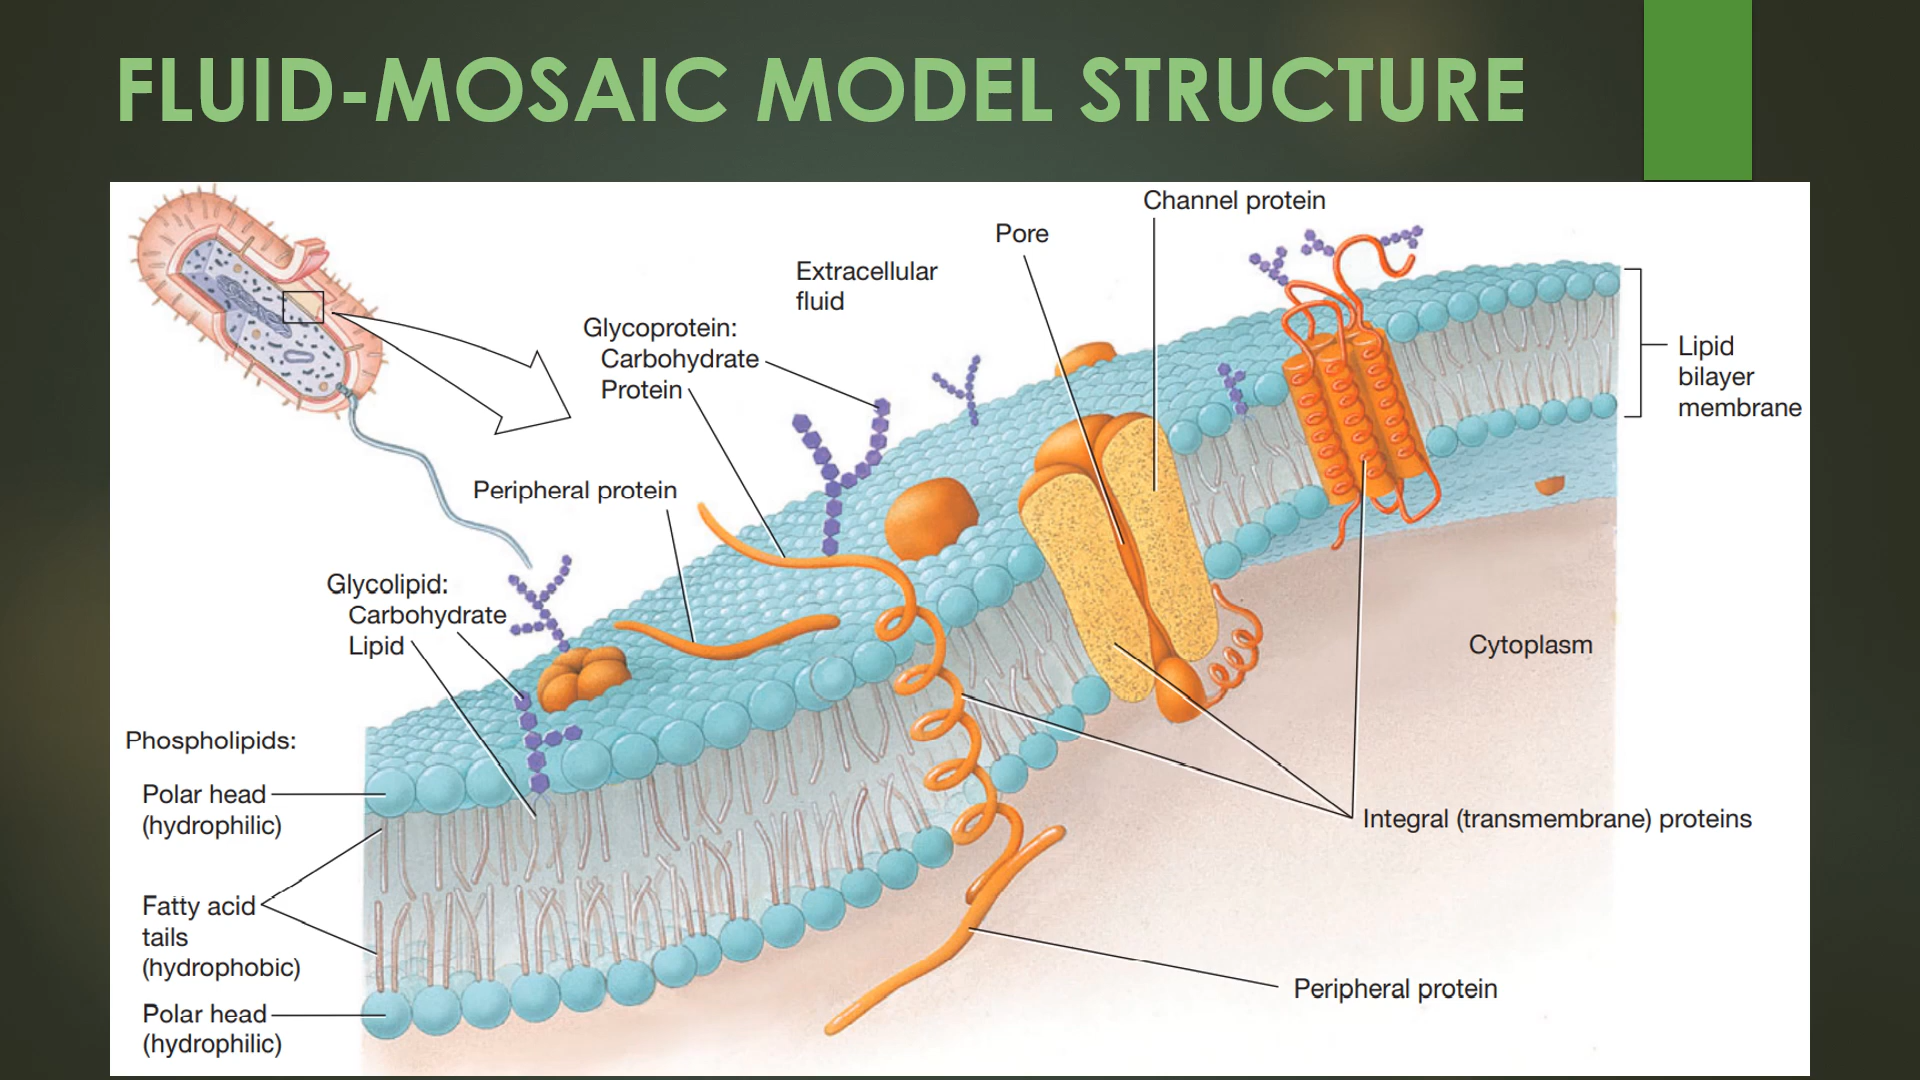 FLUID-MOSAIC MODEL STRUCTURE
Channel protein
Pore
Extracellular
fluid
Glycoprotein:
Carbohydrate
Protein
Lipid
bilayer
membrane
Peripheral protein
Glycolipid:
Carbohydrate
Lipid
Cytoplasm
Phospholipids:
Polar head
(hydrophilic)
Integral (transmembrane) proteins
Fatty acid
tails
(hydrophobic)
Peripheral protein
Polar head
(hydrophilic)